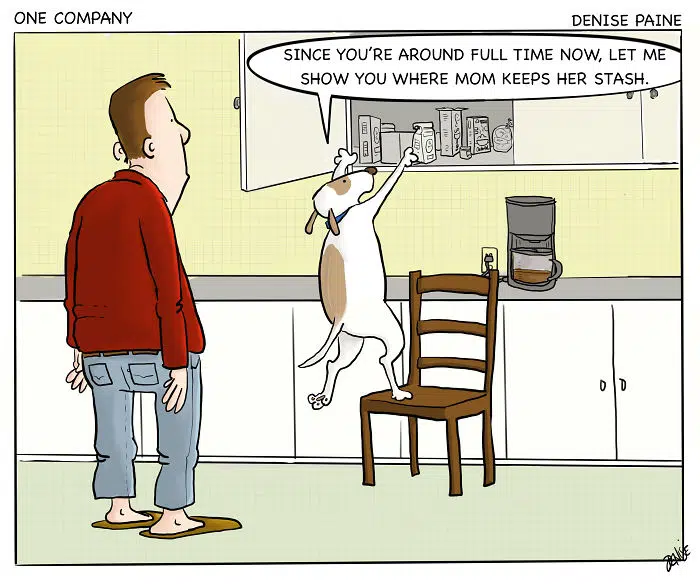 ONE COMPANY
DENISE PAINE
SINCE YOU'RE AROUND FULL TIME NOW, LET ME
SHOW YOU WHERE MOM KEEPS HER STASH.
DENISE